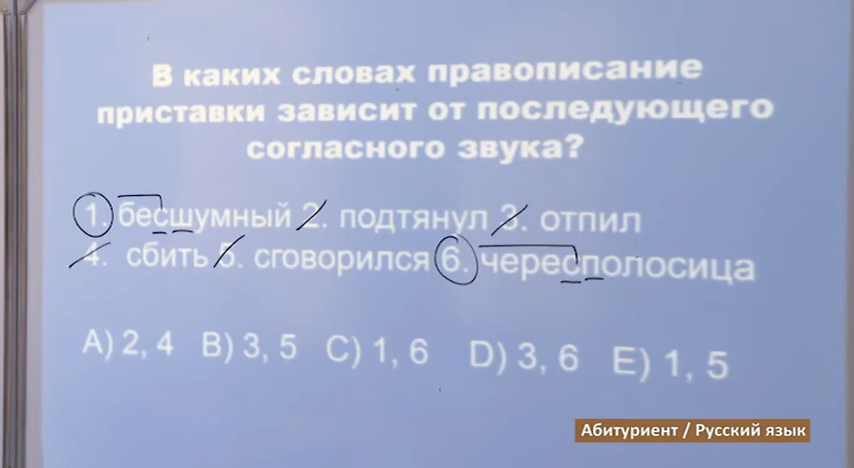 В каких словах правописание
приставки зависит от последующего
согласного звука?
1. бесшумный 2. подтянул 3. отпил
4. сбить 5. сговорился 6. чересполосица
A) 2, 4 B) 3, 5 C) 1, 6 D) 3, 6 E) 1, 5
Абитуриент / Русский язык